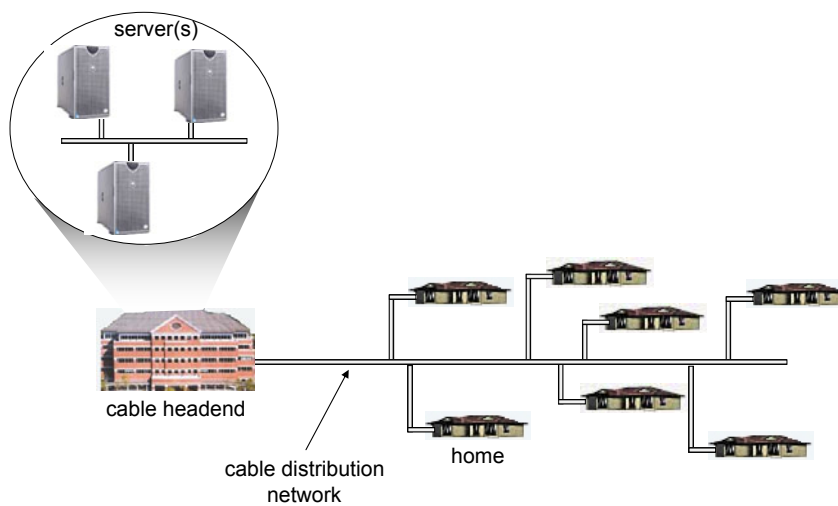 server(s)
cable headend
home
cable distribution
network